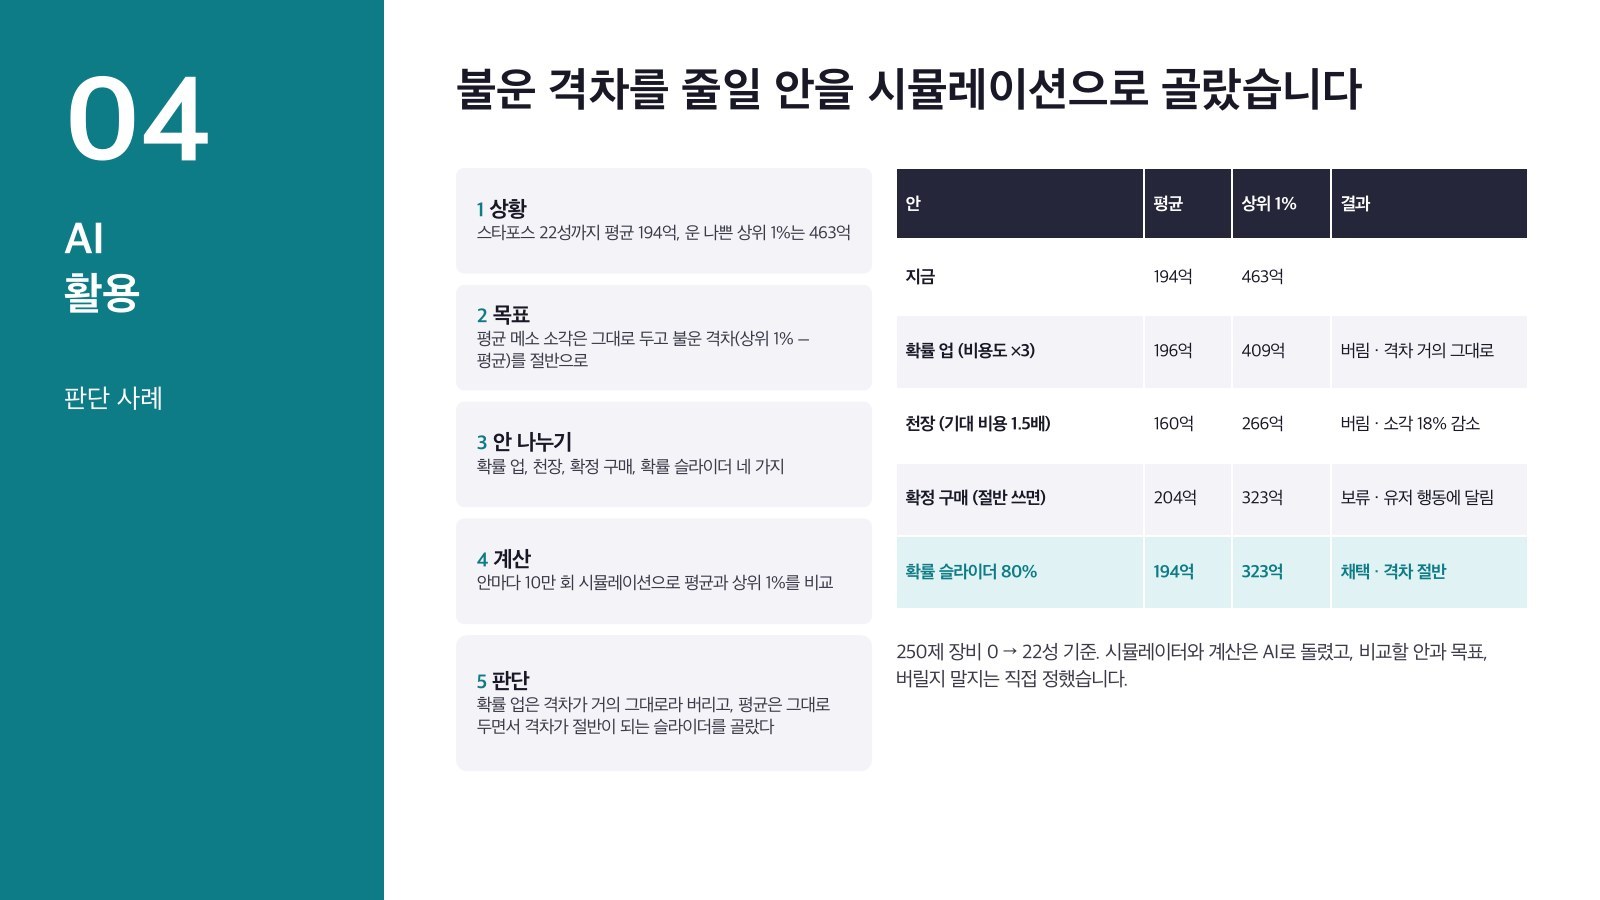 04
AI
활용
판단 사례
불운 격차를 줄일 안을 시뮬레이션으로 골랐습니다
1 상황
스타포스 22성까지 평균 194억, 운 나쁜 상위 1%는 463억
2 목표
평균 메소 소각은 그대로 두고 불운 격차(상위 1% –
평균)를 절반으로
3 안 나누기
확률 업, 천장, 확정 구매, 확률 슬라이더 네 가지
4 계산
안마다 10만 회 시뮬레이션으로 평균과 상위 1%를 비교
5 판단
확률 업은 격차가 거의 그대로라 버리고, 평균은 그대로
두면서 격차가 절반이 되는 슬라이더를 골랐다
안 평균 상위 1% 결과
지금 194억 463억
확률 업 (비용도 ×3) 196억 409억 버림 · 격차 거의 그대로
천장 (기대 비용 1.5배) 160억 266억 버림 · 소각 18% 감소
확정 구매 (절반 쓰면) 204억 323억 보류 · 유저 행동에 달림
확률 슬라이더 80% 194억 323억 채택 · 격차 절반
250제 장비 0 → 22성 기준. 시뮬레이터와 계산은 AI로 돌렸고, 비교할 안과 목표,
버릴지 말지는 직접 정했습니다.